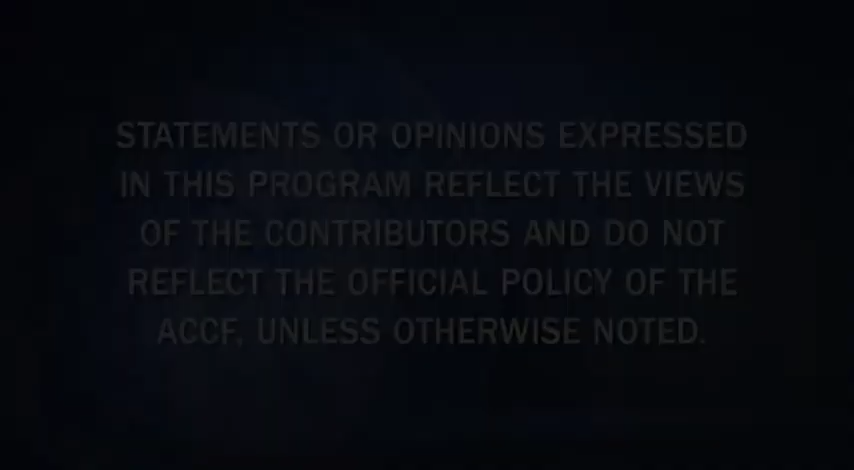 STATEMENTS OR OPINIONS EXPRESSED
IN THIS PROGRAM REFLECT THE VIEWS
OF THE CONTRIBUTORS AND DO NOT
REFLECT THE OFFICIAL POLICY OF THE
ACCF, UNLESS OTHERWISE NOTED.